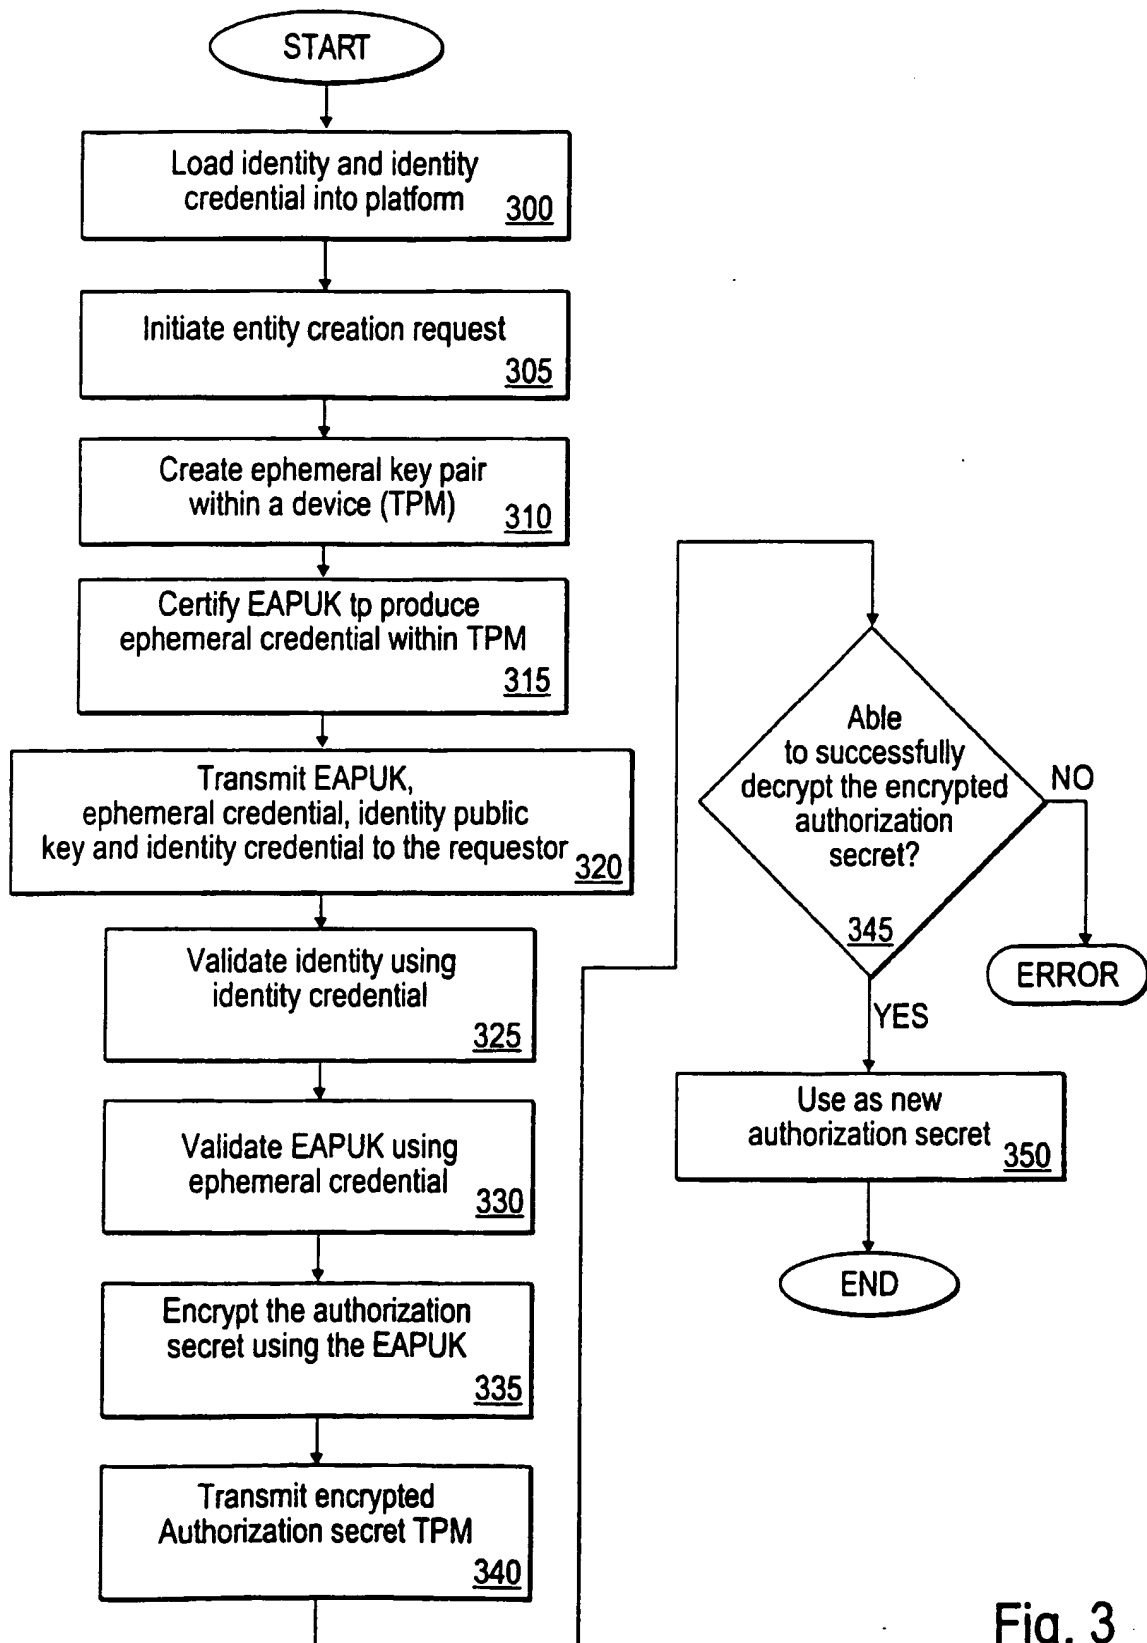 START
Load identity and identity
credential into platform
300
Initiate entity creation request
305
Create ephemeral key pair
within a device (TPM)
310
Certify EAPUK tp produce
ephemeral credential within TPM
315
Transmit EAPUK,
ephemeral credential, identity public
key and identity credential to the requestor
320
Validate identity using
identity credential
325
Validate EAPUK using
ephemeral credential
330
Encrypt the authorization
secret using the EAPUK
335
Transmit encrypted
Authorization secret TPM
340
Able
to successfully
decrypt the encrypted
authorization
secret?
345
NO
ERROR
YES
Use as new
authorization secret
350
END
Fig. 3